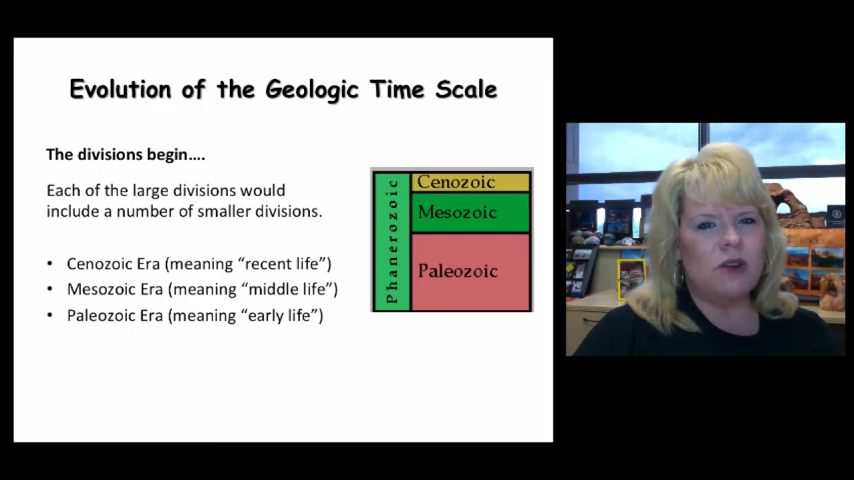 Evolution of the Geologic Time Scale
The divisions begin....
Each of the large divisions would
include a number of smaller divisions.
• Cenozoic Era (meaning “recent life”)
• Mesozoic Era (meaning “middle life”)
• Paleozoic Era (meaning “early life”)
Phanerozoic
Cenozoic
Mesozoic
Paleozoic